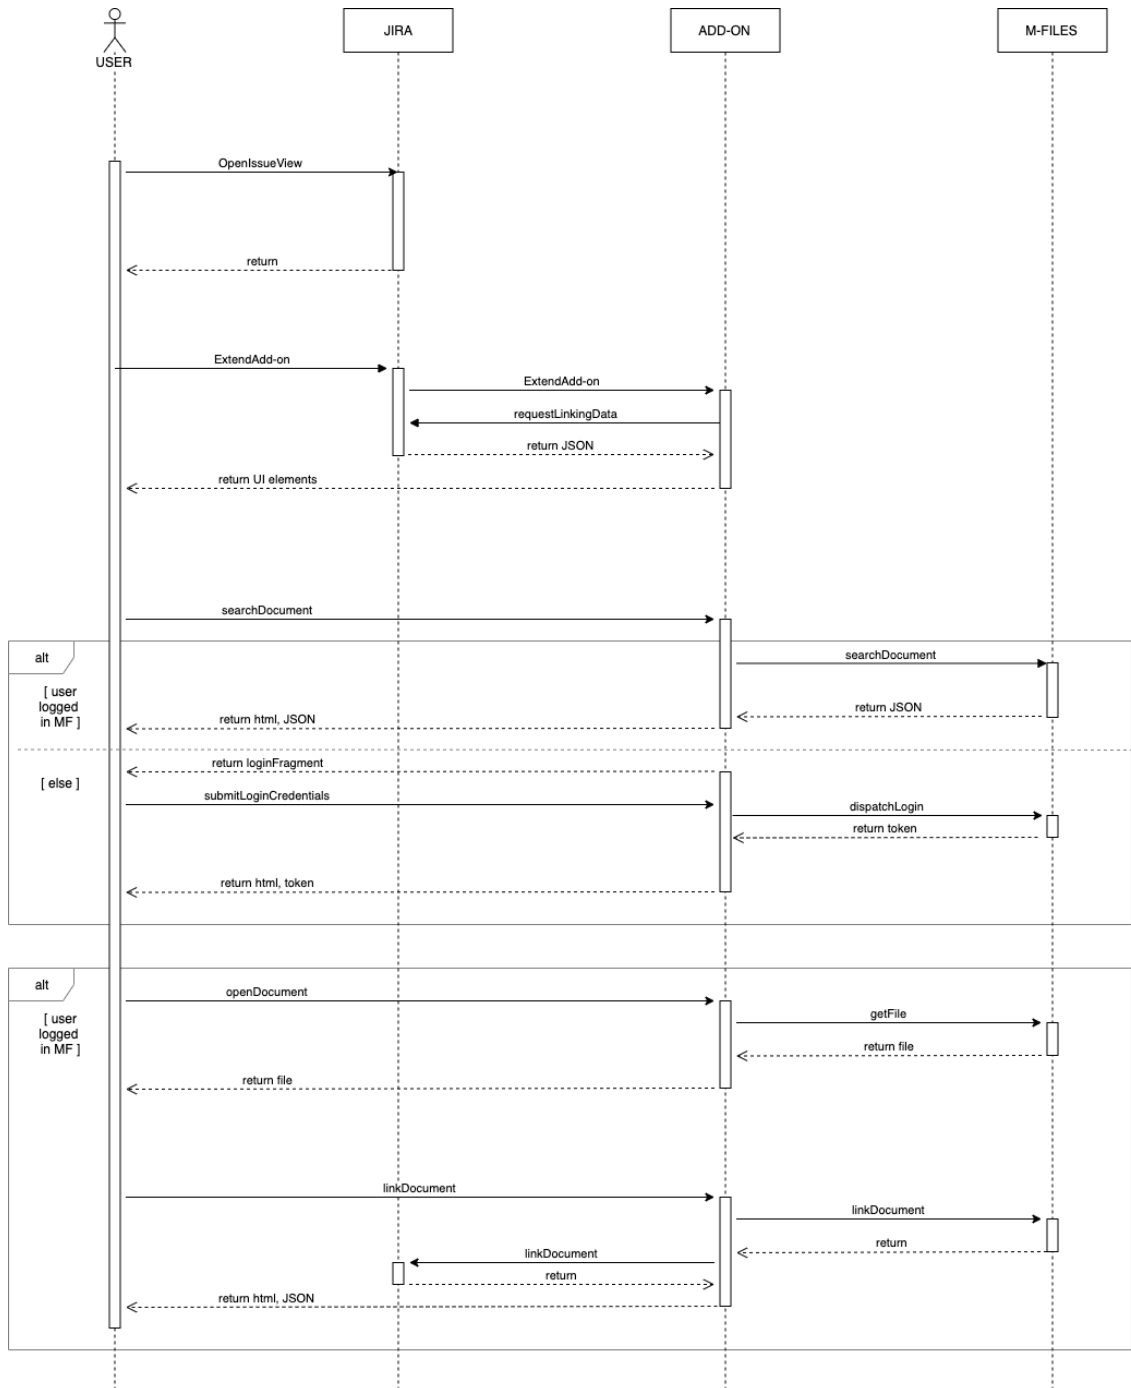 USER
JIRA
ADD-ON
M-FILES
OpenIssueView
return
ExtendAdd-on
ExtendAdd-on
requestLinkingData
return JSON
return UI elements
searchDocument
alt
searchDocument
[ user
logged
in MF ]
return JSON
return html, JSON
return loginFragment
[ else ]
submitLoginCredentials
dispatchLogin
return token
return html, token
alt
openDocument
[ user
logged
in MF ]
getFile
return file
return file
linkDocument
linkDocument
return
linkDocument
return
return html, JSON